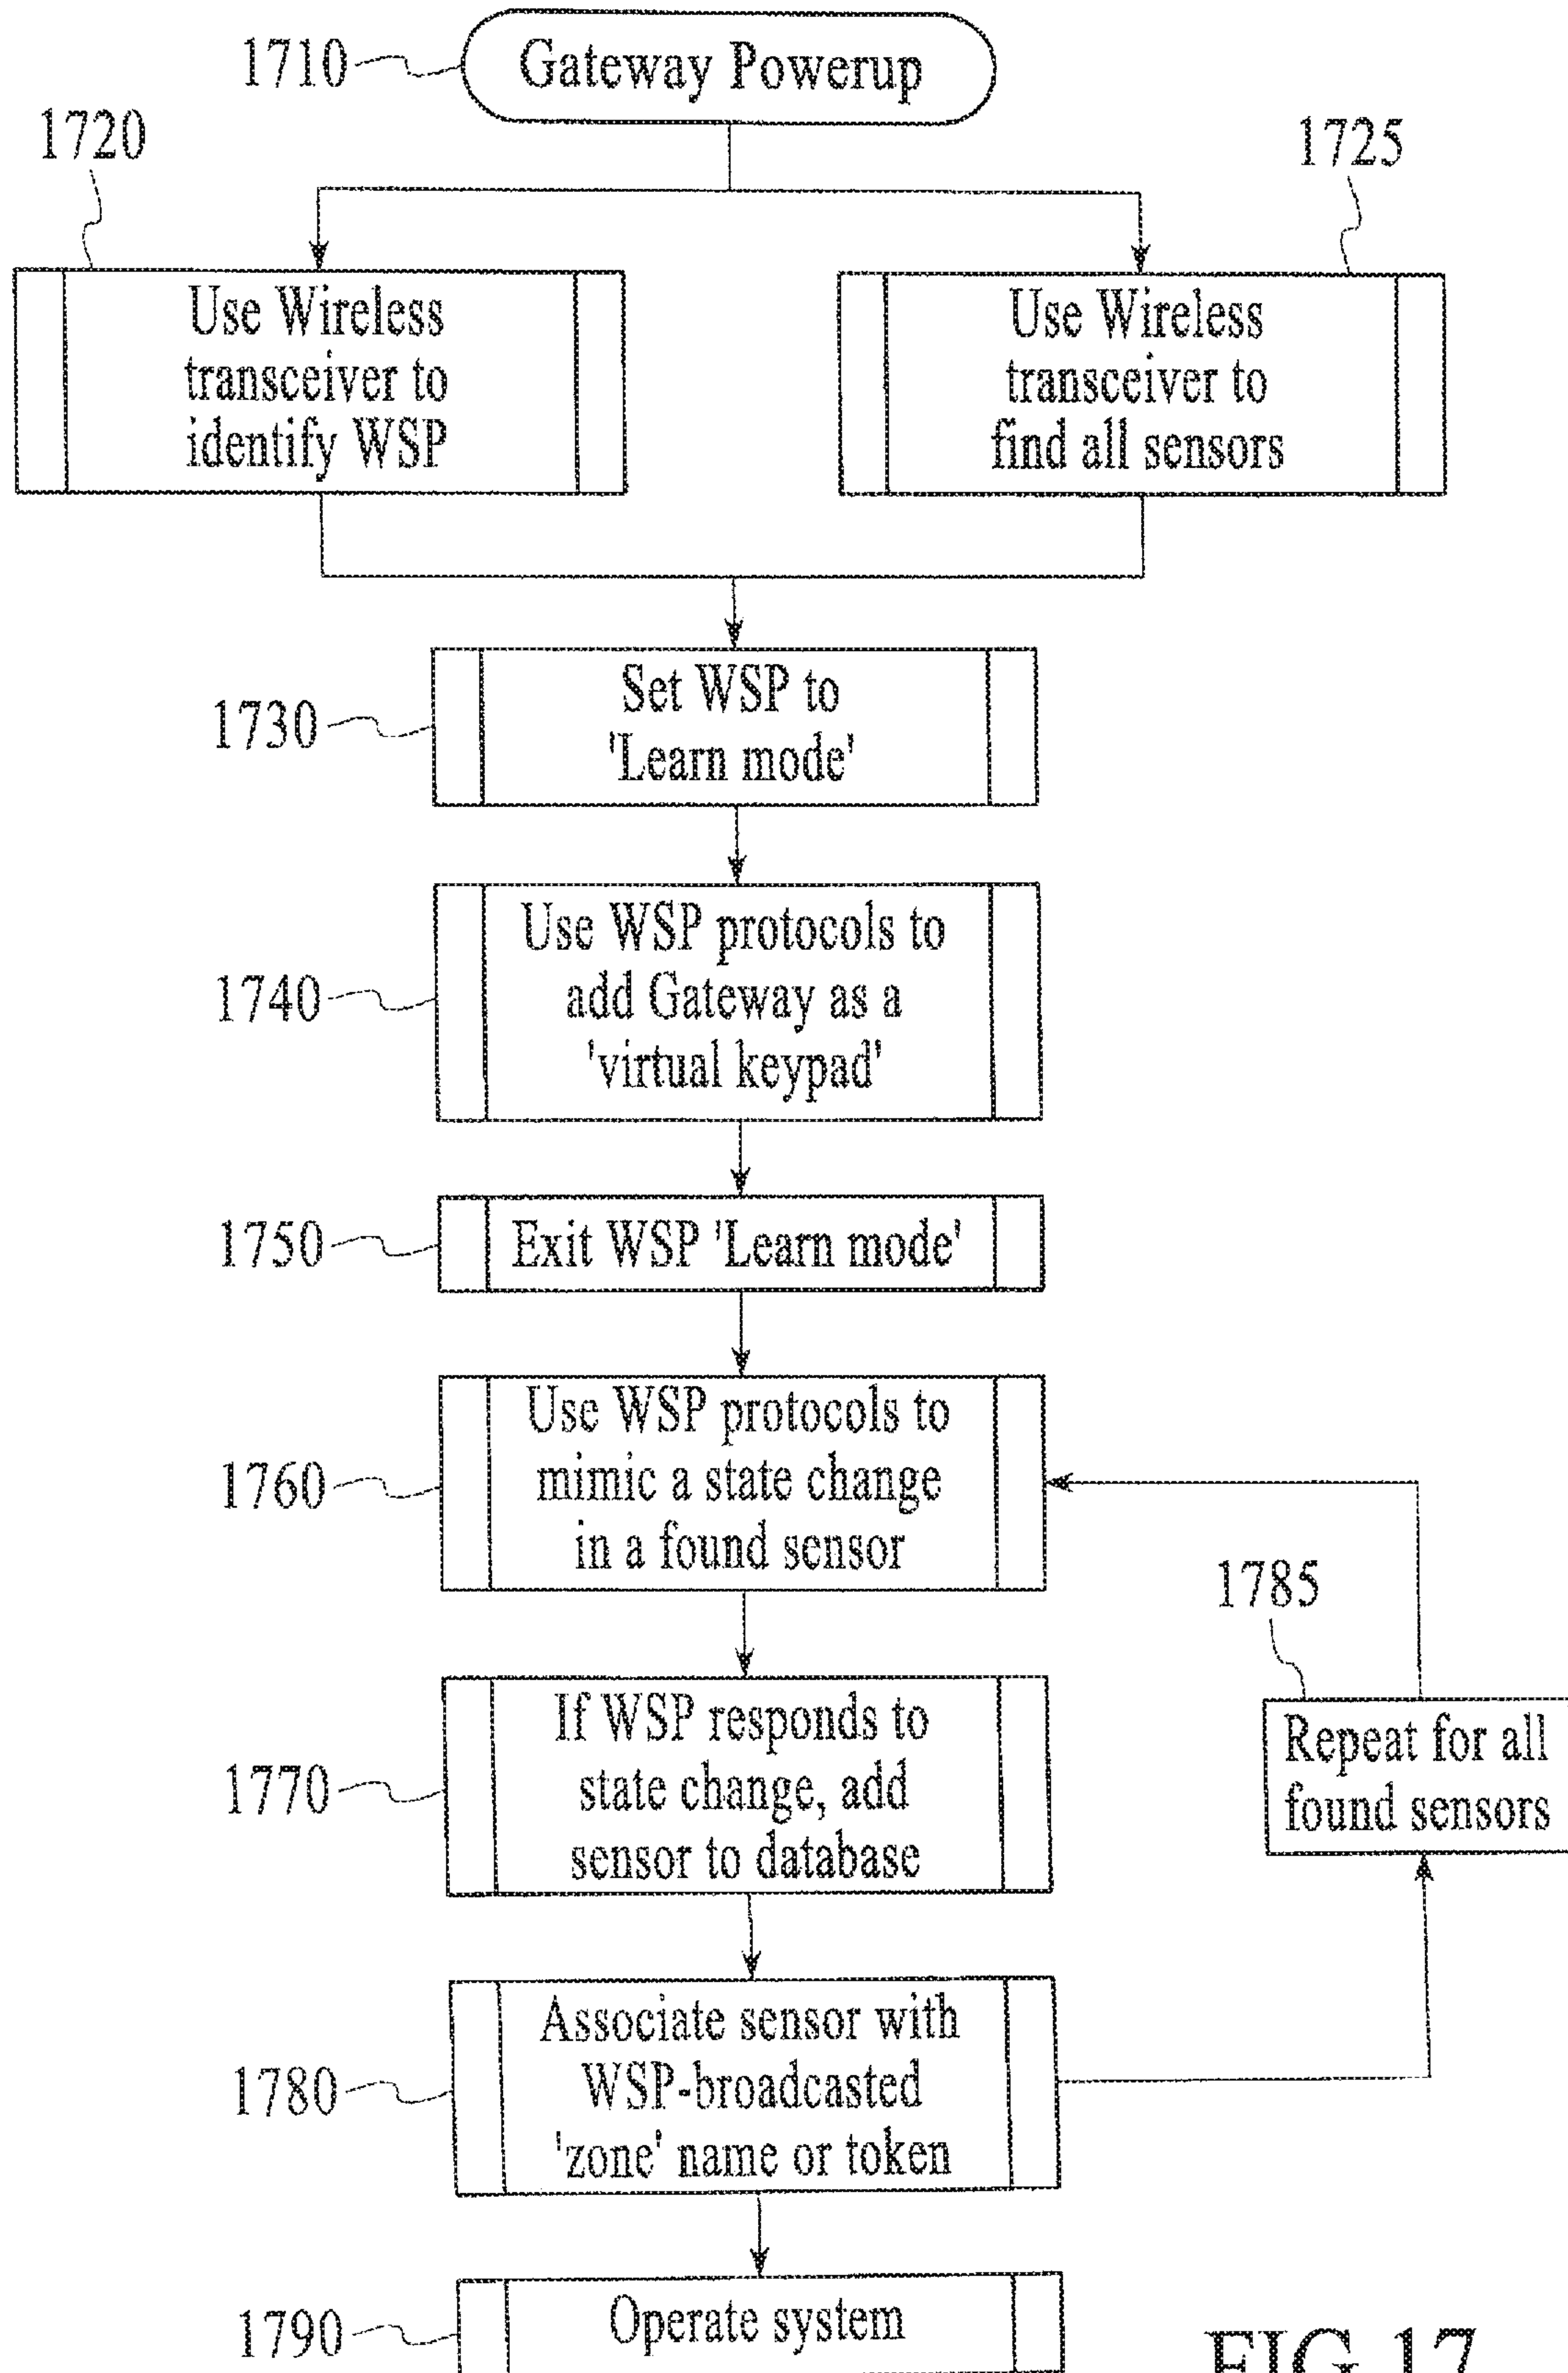 1710
Gateway Powerup
1720
1725
Use Wireless
transceiver to
identify WSP
Use Wireless
transceiver to
find all sensors
1730
Set WSP to
'Learn mode'
1740
Use WSP protocols to
add Gateway as a
'virtual keypad'
1750
Exit WSP 'Learn mode'
1760
Use WSP protocols to
mimic a state change
in a found sensor
1785
Repeat for all
found sensors
1770
If WSP responds to
state change, add
sensor to database
1780
Associate sensor with
WSP-broadcasted
'zone' name or token
1790
Operate system
FIG 17